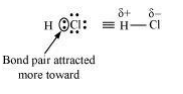 δ+ δ–
H :Cl: ≡ H—Cl
Bond pair attracted
more toward